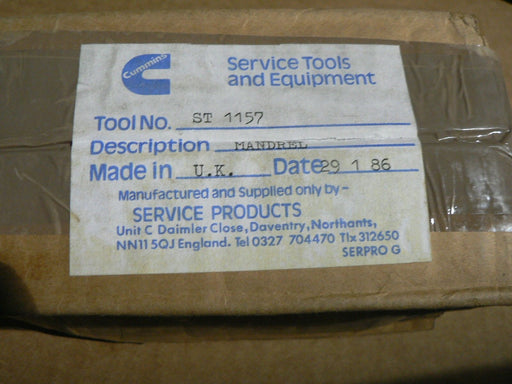 Cummins
Service Tools
and Equipment
Tool No. ST 1157
Description MANDREL
Made in U.K. Date 29 1 86
Manufactured and Supplied only by -
SERVICE PRODUCTS
Unit C Daimler Close, Daventry, Northants,
NN11 5QJ England. Tel 0327 704470 Tlx 312650
SERPRO G